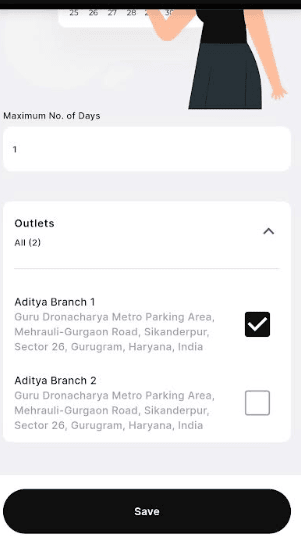 25 26 27 28 29 30
Maximum No. of Days
1
Outlets
All (2)
Aditya Branch 1
Guru Dronacharya Metro Parking Area,
Mehrauli-Gurgaon Road, Sikanderpur,
Sector 26, Gurugram, Haryana, India
Aditya Branch 2
Guru Dronacharya Metro Parking Area,
Mehrauli-Gurgaon Road, Sikanderpur,
Sector 26, Gurugram, Haryana, India
Save